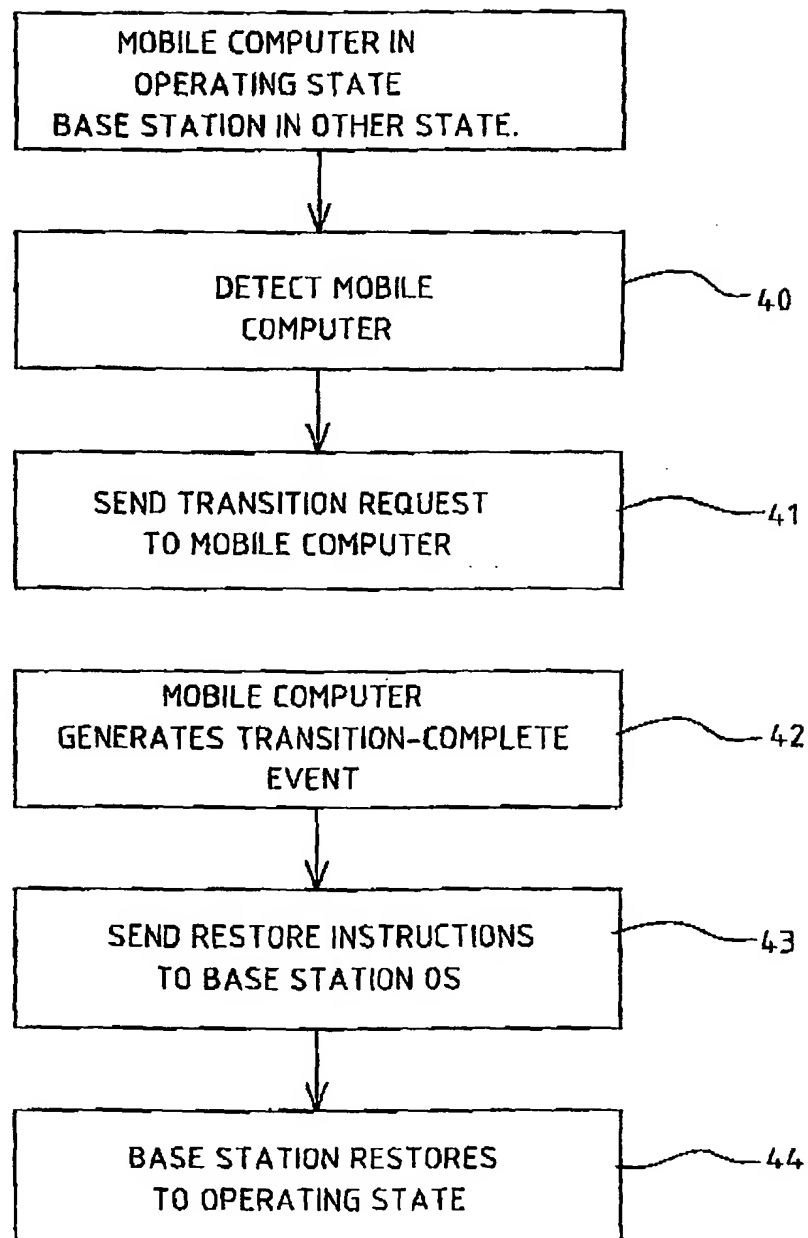 MOBILE COMPUTER IN
OPERATING STATE
BASE STATION IN OTHER STATE.
DETECT MOBILE
COMPUTER
40
SEND TRANSITION REQUEST
TO MOBILE COMPUTER
41
MOBILE COMPUTER
GENERATES TRANSITION-COMPLETE
EVENT
42
SEND RESTORE INSTRUCTIONS
TO BASE STATION OS
43
BASE STATION RESTORES
TO OPERATING STATE
44